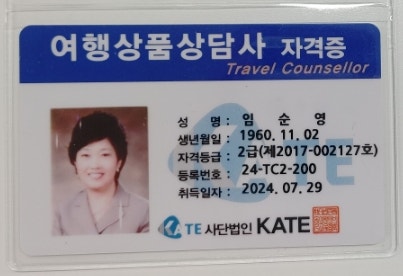 여행상품상담사 자격증
Travel Counsellor
성 명 : 임 순 영
생년월일 : 1960. 11. 02
자격등급 : 2급(제2017-002127호)
등록번호 : 24-TC2-200
취득일자 : 2024. 07. 29
KATE 사단법인 KATE